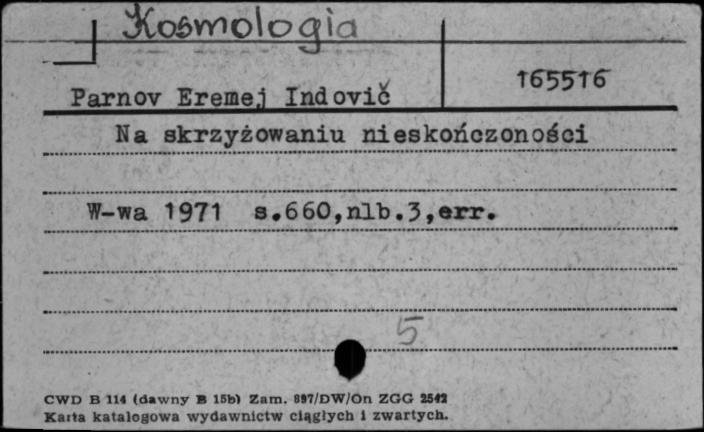 Kosmologia
165516
Parnov Eremej Indovič
Na skrzyżowaniu nieskończoności
W-wa 1971 s.660,nlb.3,err.
5
CWD B 114 (dawny B 15b) Zam. 897/DW/On ZGG 2542
Karta katalogowa wydawnictw ciągłych i zwartych.